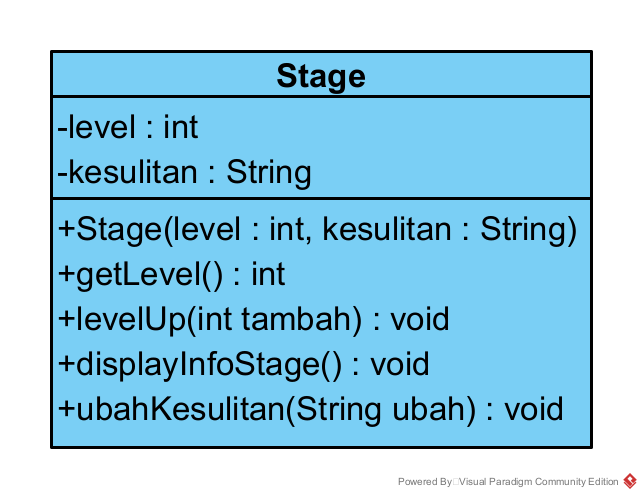 Stage
-level : int
-kesulitan : String
+Stage(level : int, kesulitan : String)
+getLevel() : int
+levelUp(int tambah) : void
+displayInfoStage() : void
+ubahKesulitan(String ubah) : void
Powered By Visual Paradigm Community Edition